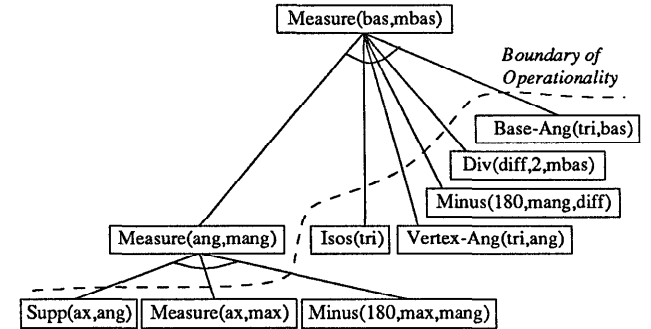 Measure(bas,mbas)
Boundary of
Operationality
Base-Ang(tri,bas)
Div(diff,2,mbas)
Minus(180,mang,diff)
Measure(ang,mang)
Isos(tri)
Vertex-Ang(tri,ang)
Supp(ax,ang)
Measure(ax,max)
Minus(180,max,mang)